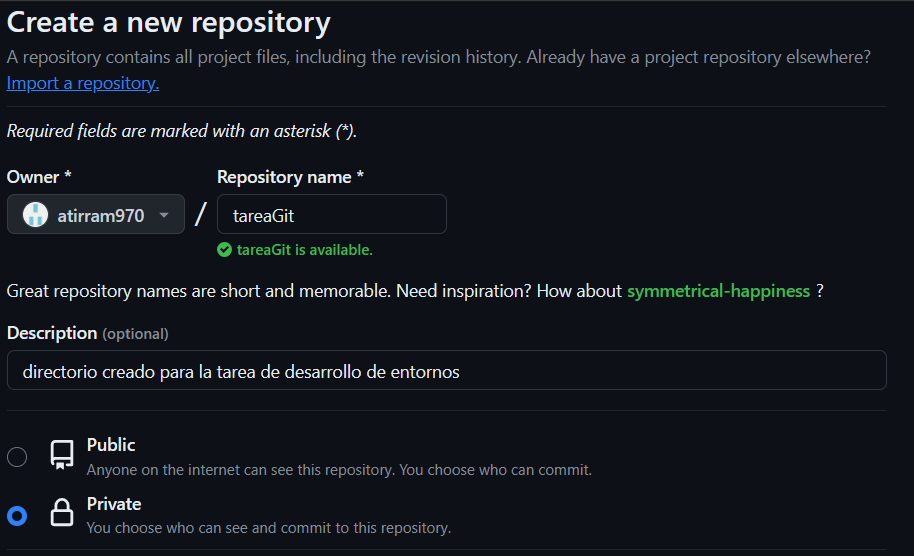 Create a new repository
A repository contains all project files, including the revision history. Already have a project repository elsewhere?
Import a repository.
Required fields are marked with an asterisk (*).
Owner *
Repository name *
atirram970
/
tareaGit
tareaGit is available.
Great repository names are short and memorable. Need inspiration? How about symmetrical-happiness ?
Description (optional)
directorio creado para la tarea de desarrollo de entornos
Public
Anyone on the internet can see this repository. You choose who can commit.
Private
You choose who can see and commit to this repository.